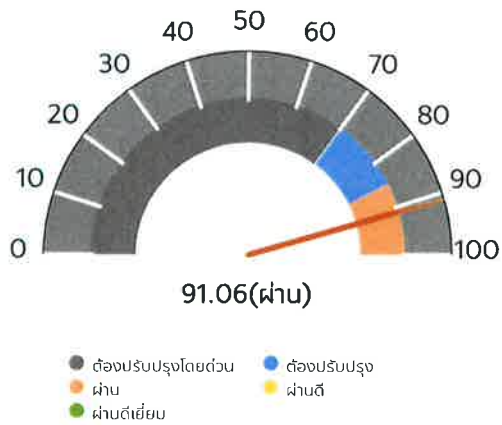 50
40
60
30
70
20
80
10
90
0
100
91.06(ผ่าน)
ต้องปรับปรุงโดยด่วน
ต้องปรับปรุง
ผ่าน
ผ่านดี
ผ่านดีเยี่ยม